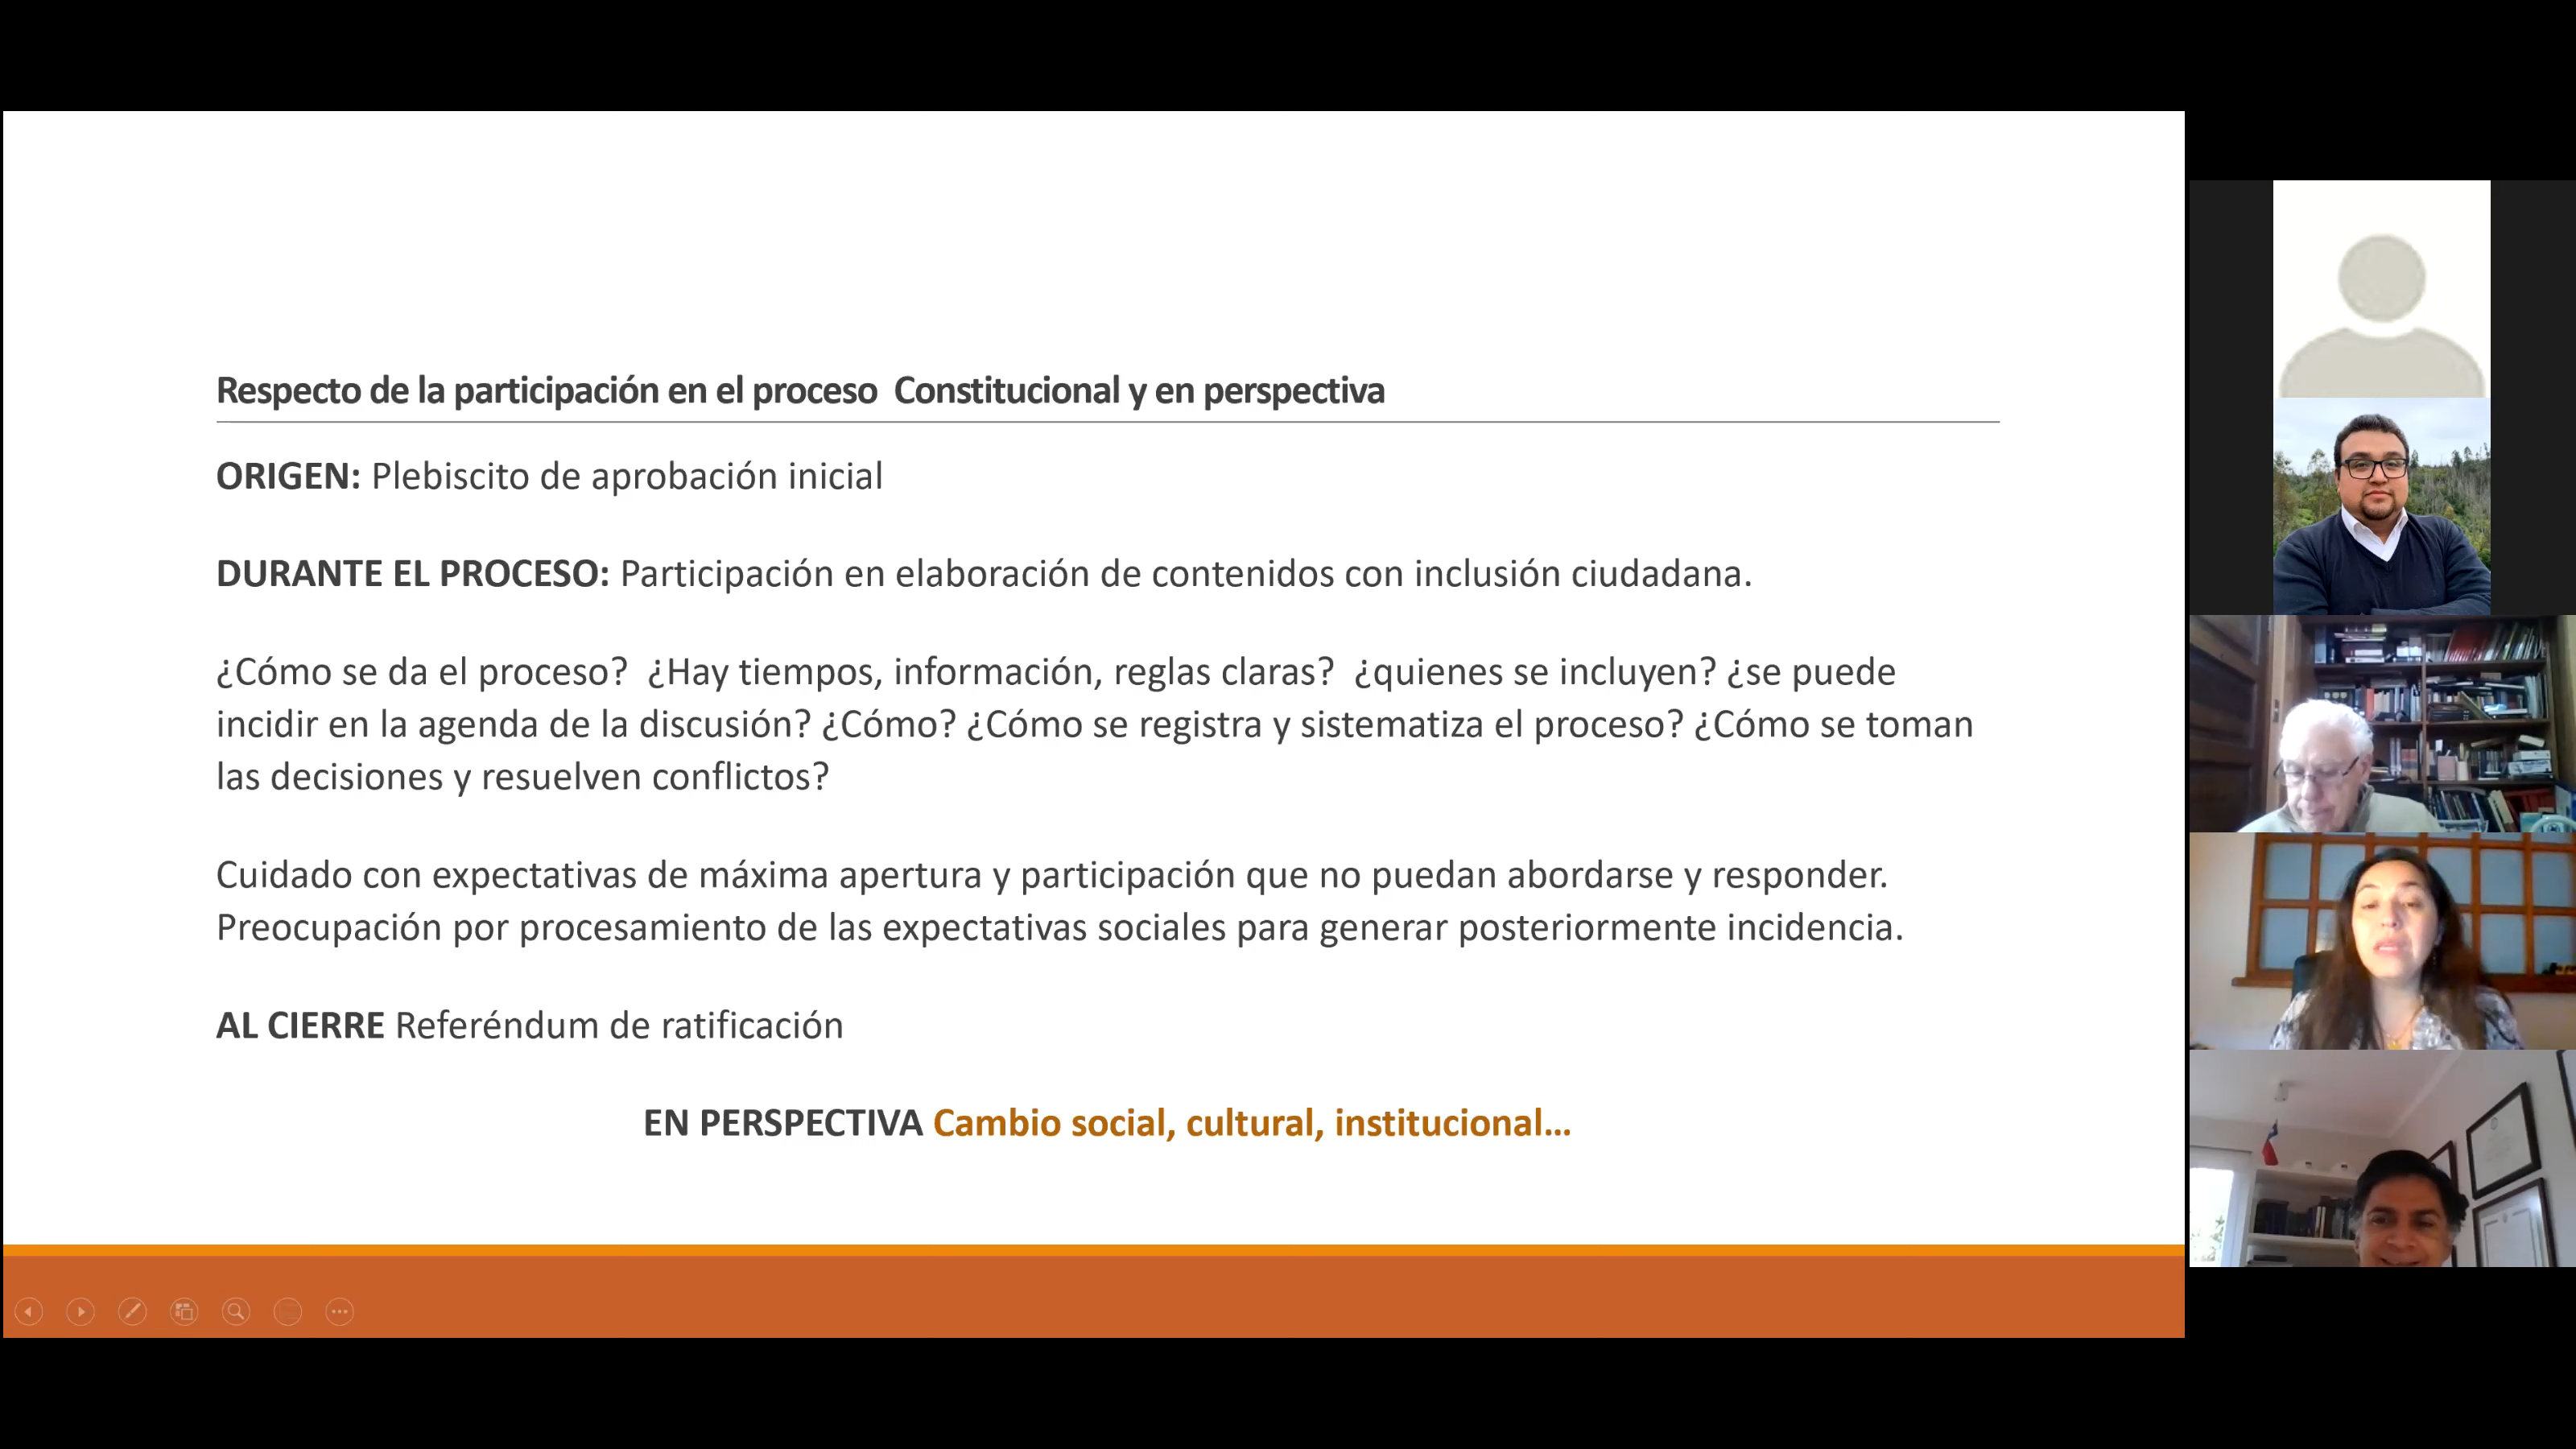 Respecto de la participación en el proceso  Constitucional y en perspectiva
ORIGEN: Plebiscito de aprobación inicial
DURANTE EL PROCESO: Participación en elaboración de contenidos con inclusión ciudadana.
¿Cómo se da el proceso?  ¿Hay tiempos, información, reglas claras?  ¿quienes se incluyen? ¿se puede
incidir en la agenda de la discusión? ¿Cómo? ¿Cómo se registra y sistematiza el proceso? ¿Cómo se toman
las decisiones y resuelven conflictos?
Cuidado con expectativas de máxima apertura y participación que no puedan abordarse y responder.
Preocupación por procesamiento de las expectativas sociales para generar posteriormente incidencia.
AL CIERRE Referéndum de ratificación
EN PERSPECTIVA Cambio social, cultural, institucional…